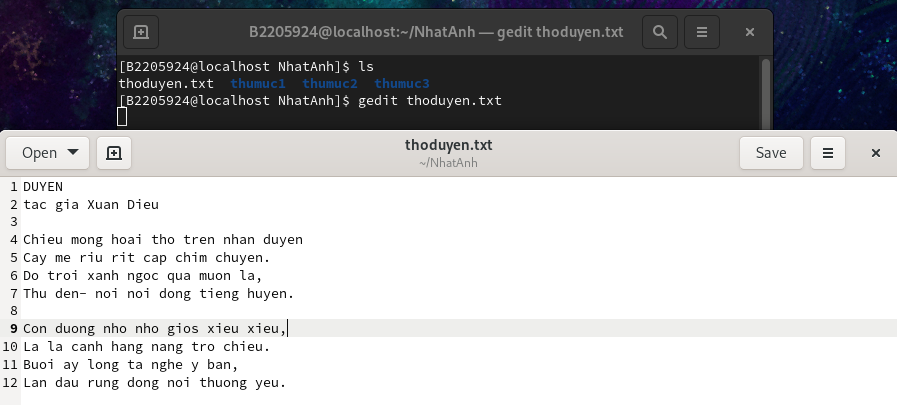 B2205924@localhost:~/NhatAnh — gedit thoduyen.txt
[B2205924@localhost NhatAnh]$ ls
thoduyen.txt thumuc1 thumuc2 thumuc3
[B2205924@localhost NhatAnh]$ gedit thoduyen.txt
Open
thoduyen.txt
~/NhatAnh
Save
1 DUYEN
2 tac gia Xuan Dieu
3
4 Chieu mong hoai tho tren nhan duyen
5 Cay me riu rit cap chim chuyen.
6 Do troi xanh ngoc qua muon la,
7 Thu den- noi noi dong tieng huyen.
8
9 Con duong nho nho gios xieu xieu,
10 La la canh hang nang tro chieu.
11 Buoi ay long ta nghe y ban,
12 Lan dau rung dong noi thuong yeu.